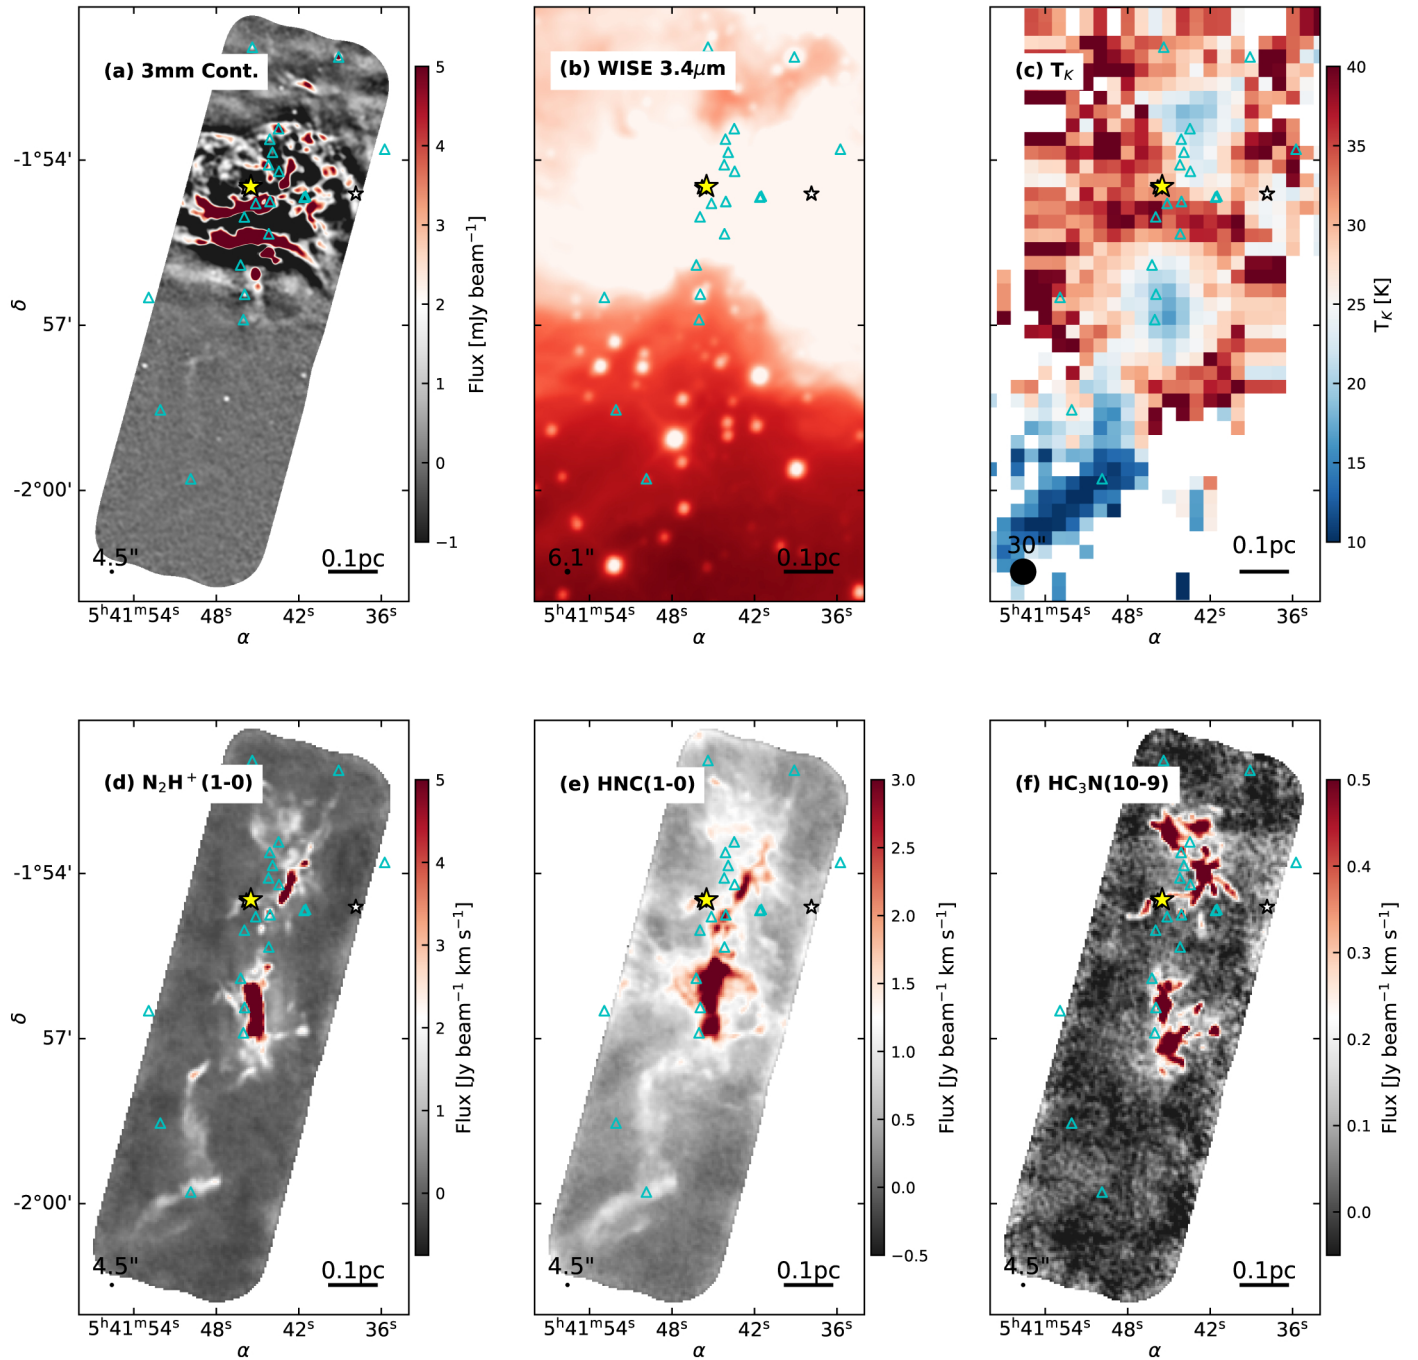 (a) 3mm Cont.
-1°54'
-2°00'
57'
δ
4.5"
0.1pc
5ʰ41ᵐ54ˢ
48ˢ
42ˢ
36ˢ
α
5
4
3
2
1
0
−1
Flux [mJy beam⁻¹]
(b) WISE 3.4μm
6.1"
0.1pc
5ʰ41ᵐ54ˢ
48ˢ
42ˢ
36ˢ
α
(c) T_K
30"
0.1pc
5ʰ41ᵐ54ˢ
48ˢ
42ˢ
36ˢ
α
40
35
30
25
20
15
10
T_K [K]
(d) N₂H⁺(1-0)
-1°54'
57'
-2°00'
δ
4.5"
0.1pc
5ʰ41ᵐ54ˢ
48ˢ
42ˢ
36ˢ
α
5
4
3
2
1
0
Flux [Jy beam⁻¹ km s⁻¹]
(e) HNC(1-0)
4.5"
0.1pc
5ʰ41ᵐ54ˢ
48ˢ
42ˢ
36ˢ
α
3.0
2.5
2.0
1.5
1.0
0.5
0.0
−0.5
Flux [Jy beam⁻¹ km s⁻¹]
(f) HC₃N(10-9)
4.5"
0.1pc
5ʰ41ᵐ54ˢ
48ˢ
42ˢ
36ˢ
α
0.5
0.4
0.3
0.2
0.1
0.0
Flux [Jy beam⁻¹ km s⁻¹]